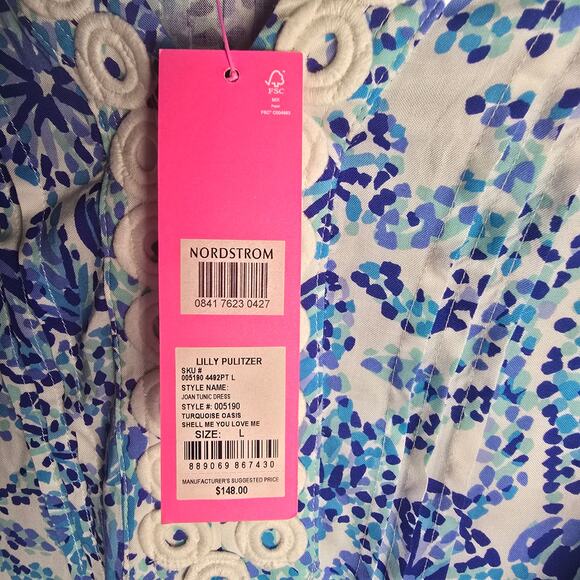 FSC
MIX
Paper
NORDSTROM
0841 7623 0427
LILLY PULITZER
SKU #
005190 4492PT L
STYLE NAME:
JOAN TUNIC DRESS
STYLE #: 005190
TURQUOISE OASIS
SHELL ME YOU LOVE ME
SIZE: L
889069 867430
MANUFACTURER'S SUGGESTED PRICE
$148.00